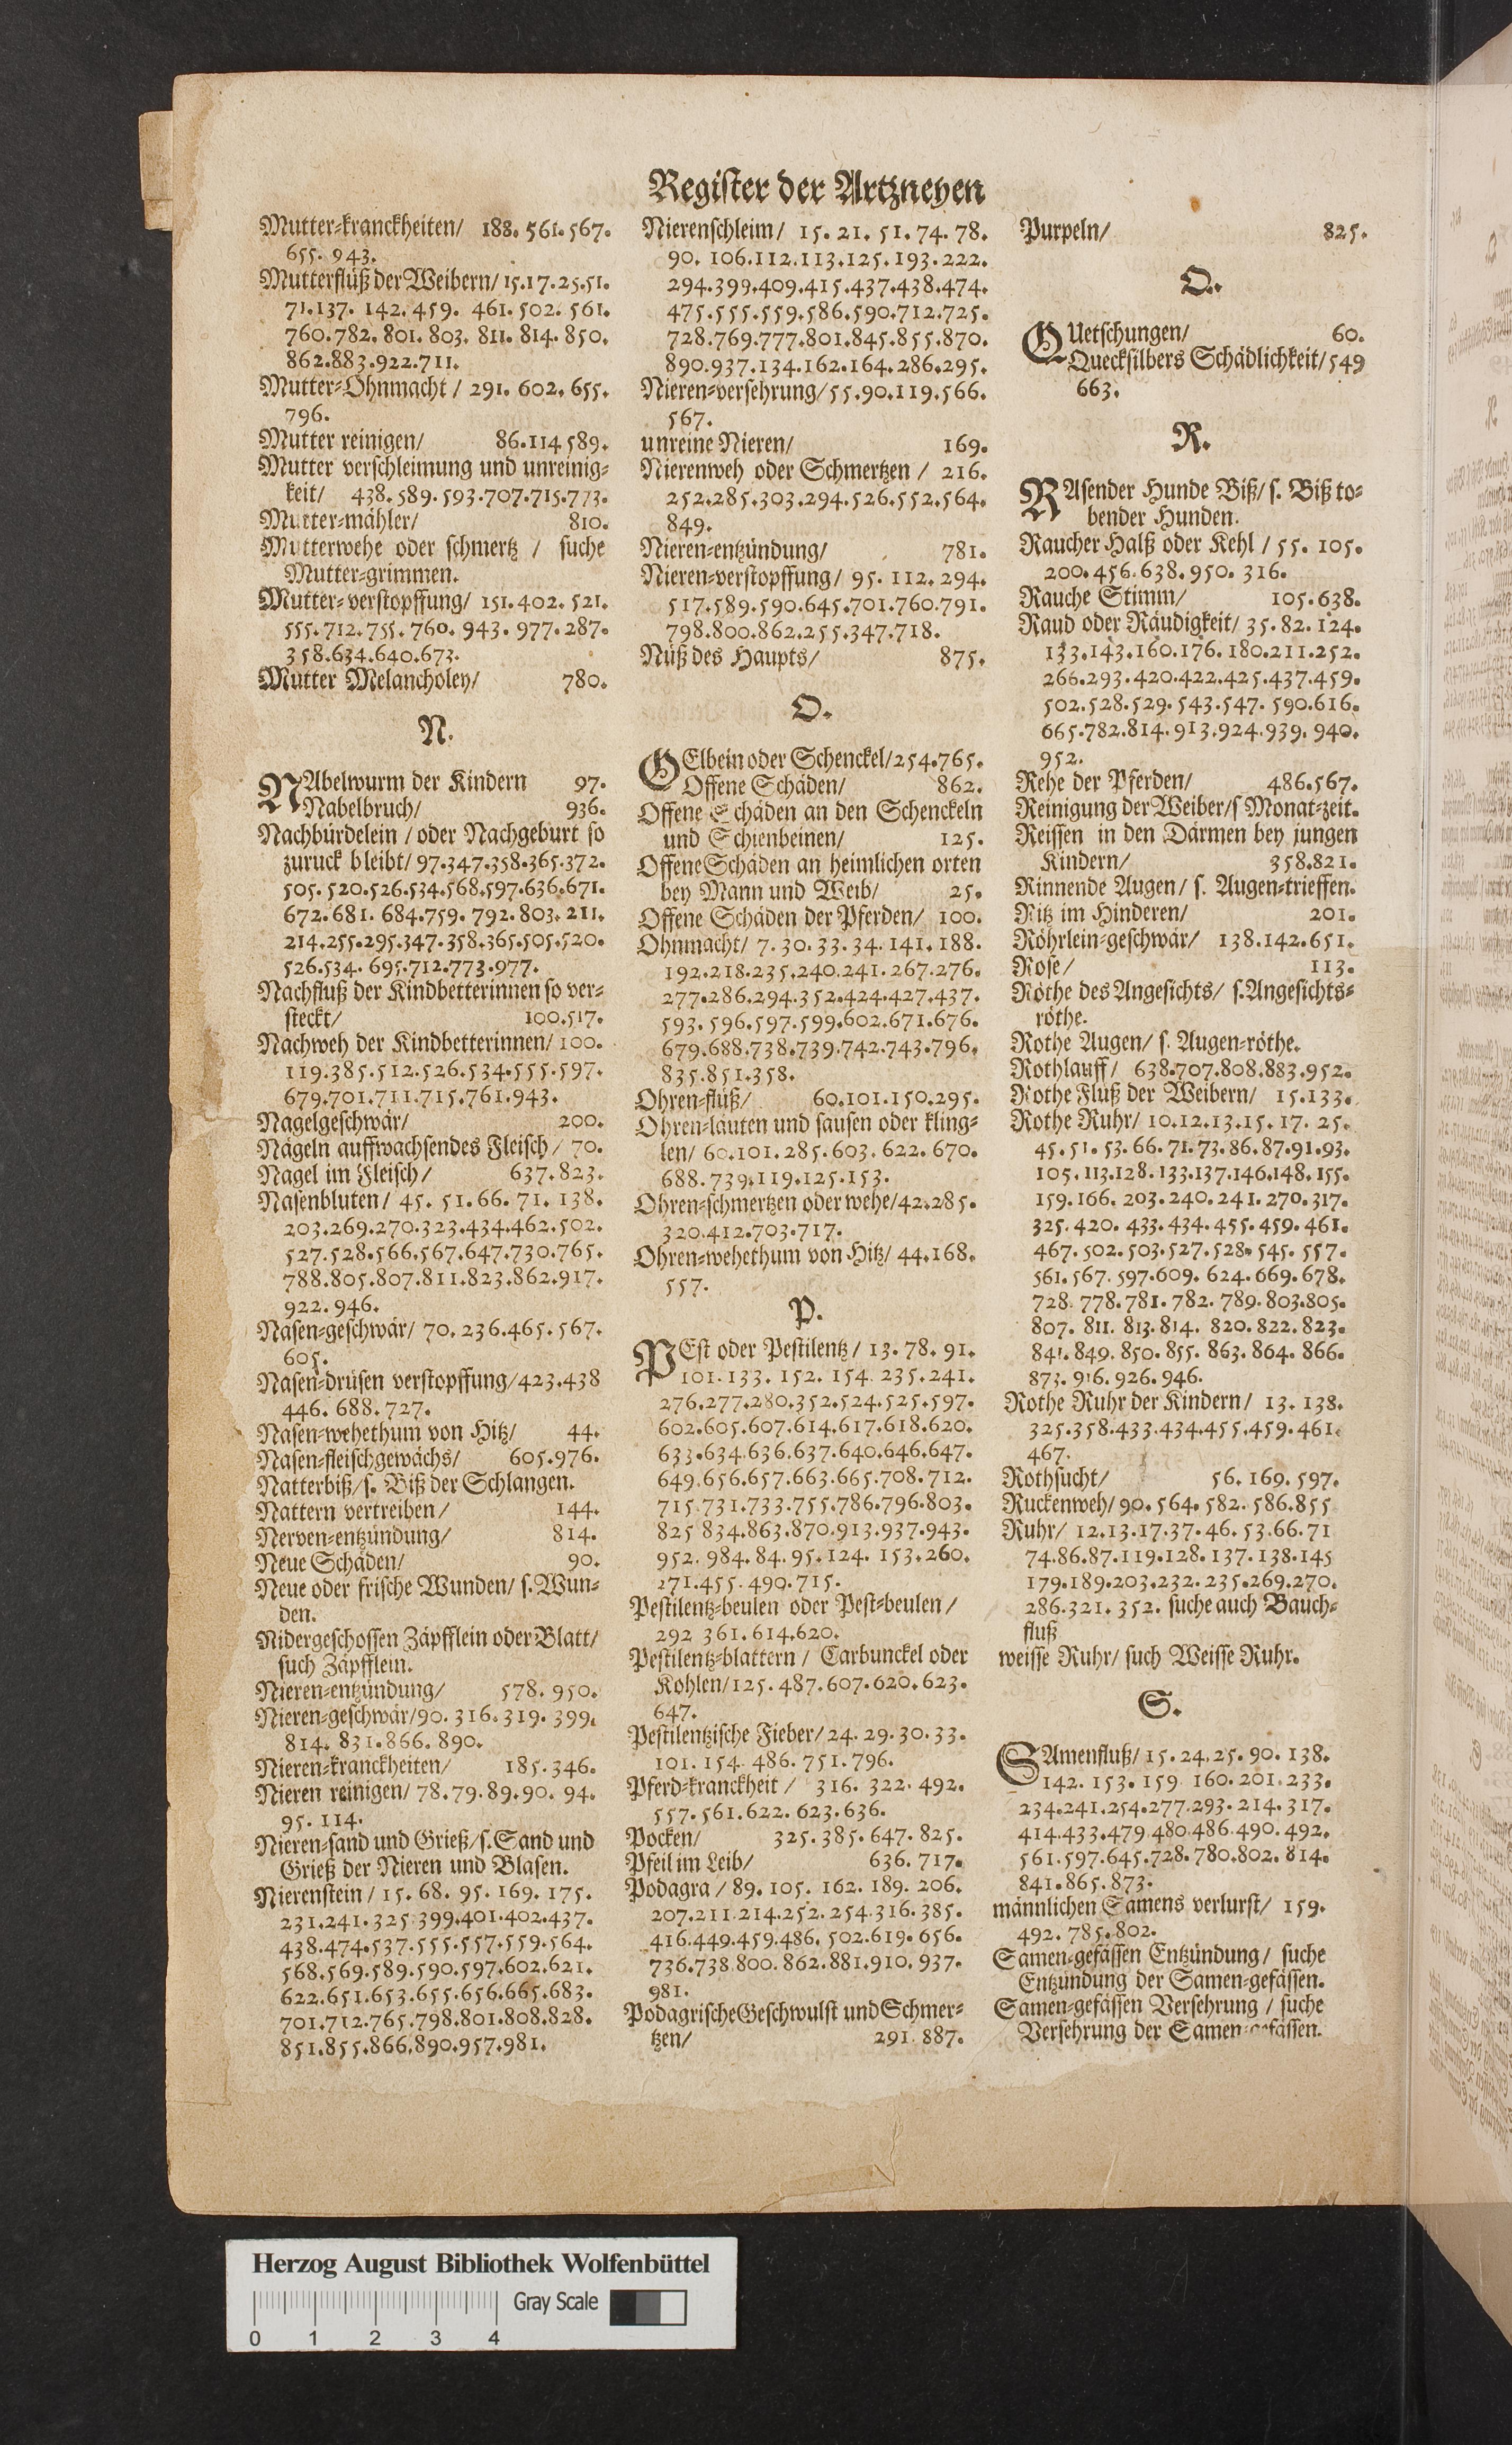 Register der Artzneyen
Mutter-kranckheiten/ 188. 561. 567.
655. 943.
Mutterflüß der Weibern/ 15.17.25.51.
71.137. 142. 459. 461. 502. 561.
760. 782. 801. 803. 811. 814. 850.
862.883.922.711.
Mutter-Ohnmacht / 291. 602. 655.
796.
Mutter reinigen/ 86.114 589.
Mutter verschleimung und unreinig-
keit/ 438. 589. 593.707.715.773.
Mutter-mähler/ 810.
Mutterwehe oder schmertz / suche
Mutter-grimmen.
Mutter-verstopffung/ 151.402. 521.
555.712.755. 760. 943. 977.287.
358.634.640.673.
Mutter Melancholey/ 780.
N.
NAbelwurm der Kindern 97.
Nabelbruch/ 936.
Nachbürdelein / oder Nachgeburt so
zuruck bleibt/ 97.347.358.365.372.
505. 520.526.534.568.597.636.671.
672.681. 684.759. 792. 803. 211.
214.255.295.347.358.365.505.520.
526.534. 695.712.773.977.
Nachfluß der Kindbetterinnen so ver-
steckt/ 100.517.
Nachweh der Kindbetterinnen/ 100.
119.385.512.526.534.555.597.
679.701.711.715.761.943.
Nagelgeschwär/ 200.
Nägeln auffwachsendes Fleisch / 70.
Nagel im Fleisch/ 637.823.
Nasenbluten/ 45. 51.66. 71. 138.
203.269.270.323.434.462.502.
527.528.566.567.647.730.765.
788.805.807.811.823.862.917.
922.946.
Nasen-geschwär/ 70. 236.465. 567.
605.
Nasen-drüsen verstopffung/423.438
446. 688. 727.
Nasen-wehethum von Hitz/ 44.
Nasen-fleischgewächs/ 605.976.
Natterbiß/s. Biß der Schlangen.
Nattern vertreiben/ 144.
Nerven-entzündung/ 814.
Neue Schäden/ 90.
Neue oder frische Wunden/ s. Wun-
den.
Nidergeschossen Zäpfflein oder Blatt/
such Zäpfflein.
Nieren-entzündung/ 578. 950.
Nieren-geschwär/90. 316. 319. 399.
814. 831.866. 890.
Nieren-kranckheiten/ 185.346.
Nieren reinigen/ 78.79.89.90. 94.
95. 114.
Nieren-sand und Grieß/s. Sand und
Grieß der Nieren und Blasen.
Nierenstein / 15. 68. 95. 169. 175.
231.241.325 399.401.402.437.
438.474.537.555.557.559.564.
568.569.589.590.597.602.621.
622.651.653.655.656.665.683.
701.712.765.798.801.808.828.
851.855.866.890.957.981.
Nierenschleim/ 15. 21. 51. 74. 78.
90. 106.112.113.125.193.222.
294.399.409.415.437.438.474.
475.555.559.586.590.712.725.
728.769.777.801.845.855.870.
890.937.134.162.164.286.295.
Nieren-versehrung/55.90.119.566.
567.
unreine Nieren/ 169.
Nierenweh oder Schmertzen / 216.
252.285.303.294.526.552.564.
849.
Nieren-entzündung/ 781.
Nieren-verstopffung/ 95. 112. 294.
517.589.590.645.701.760.791.
798.800.862.255.347.718.
Nüß des Haupts/ 875.
O.
OElbein oder Schenckel/254.765.
Offene Schäden/ 862.
Offene Schäden an den Schenckeln
und Schienbeinen/ 125.
Offene Schäden an heimlichen orten
bey Mann und Weib/ 25.
Offene Schäden der Pferden/ 100.
Ohnmacht/ 7. 30. 33. 34. 141. 188.
192.218.235.240.241.267.276.
277.286.294.352.424.427.437.
593. 596.597.599.602.671.676.
679.688.738.739.742.743.796.
835.851.358.
Ohren-flüß/ 60.101.150.295.
Ohren-läuten und sausen oder kling-
len/ 60.101.285.603. 622. 670.
688.739.119.125.153.
Ohren-schmertzen oder wehe/42.285.
320.412.703.717.
Ohren-wehethum von Hitz/ 44.168.
557.
P.
PEst oder Pestilentz / 13. 78. 91.
101. 133. 152. 154. 235.241.
276.277.280.352.524.525.597.
602.605.607.614.617.618.620.
633.634.636.637.640.646.647.
649.656.657.663.665.708.712.
715.731.733.755.786.796.803.
825 834.863.870.913.937.943.
952. 984. 84. 95. 124. 153.260.
271.455.490.715.
Pestilentz-beulen oder Pest-beulen/
292 361.614.620.
Pestilentz-blattern / Carbunckel oder
Kohlen/125. 487.607.620.623.
647.
Pestilentzische Fieber/ 24. 29. 30. 33.
101. 154. 486. 751. 796.
Pferd-kranckheit / 316. 322. 492.
557.561.622. 623.636.
Pocken/ 325. 385. 647. 825.
Pfeil im Leib/ 636. 717.
Podagra / 89. 105. 162. 189. 206.
207.211.214.252.254.316.385.
416.449.459.486. 502.619. 656.
736.738.800.862.881.910. 937.
981.
Podagrische Geschwulst und Schmer-
tzen/ 291. 887.
Purpeln/ 825.
Q.
QUetschungen/ 60.
Quecksilbers Schädlichkeit/549
663.
R.
RAsender Hunde Biß/ s. Biß to-
bender Hunden.
Raucher Halß oder Kehl / 55. 105.
200. 456. 638. 950. 316.
Rauche Stimm/ 105.638.
Raud oder Räudigkeit/ 35. 82. 124.
133.143.160.176.180.211.252.
266.293.420.422.425.437.459.
502.528.529. 543.547. 590.616.
665.782.814. 913.924.939. 940.
952.
Rehe der Pferden/ 486.567.
Reinigung der Weiber/s Monat-zeit.
Reissen in den Därmen bey jungen
Kindern/ 358.821.
Rinnende Augen/ s. Augen-trieffen.
Ritz im Hinderen/ 201.
Röhrlein-geschwär/ 138.142.651.
Rose/ 113.
Röthe des Angesichts/ s.Angesichts-
röthe.
Rothe Augen/ s. Augen-röthe.
Rothlauff/ 638.707.808.883.952.
Rothe Fluß der Weibern/ 15.133.
Rothe Ruhr/ 10.12.13.15. 17. 25.
45. 51. 53. 66. 71.73.86.87.91.93.
105. 113.128.133.137.146.148.155.
159.166. 203.240.241. 270.317.
325. 420. 433. 434. 455. 459. 461.
467. 502. 503.527.528. 545. 557.
561. 567. 597.609. 624.669.678.
728. 778.781. 782. 789.803.805.
807. 811. 813.814. 820.822.823.
841. 849. 850. 855. 863. 864. 866.
873. 916. 926. 946.
Rothe Ruhr der Kindern/ 13. 138.
325.358.433.434.455.459.461.
467.
Rothsucht/ 56. 169. 597.
Ruckenweh/ 90. 564. 582. 586.855
Ruhr/ 12.13.17.37.46. 53.66.71
74.86.87.119.128.137.138.145
179.189.203.232.235.269.270.
286.321. 352. suche auch Bauch-
fluß
weisse Ruhr/ such Weisse Ruhr.
S.
SAmenfluß/ 15. 24. 25. 90. 138.
142. 153. 159. 160.201.233.
234.241.254.277.293. 214.317.
414.433.479.480.486.490.492.
561.597.645.728.780.802. 814.
841.865.873.
männlichen Samens verlurst/ 159.
492. 785.802.
Samen-gefässen Entzündung/ suche
Entzündung der Samen-gefässen.
Samen-gefässen Versehrung / suche
Versehrung der Samen-gefässen.
Herzog August Bibliothek Wolfenbüttel
Gray Scale
0 1 2 3 4